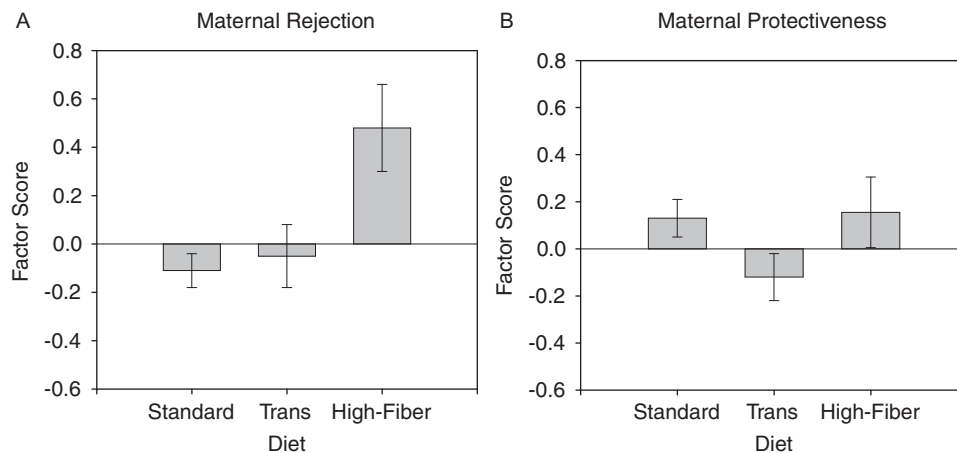 A
Maternal Rejection
0.8
0.6
0.4
0.2
0.0
-0.2
-0.4
-0.6
Factor Score
Standard
Trans
High-Fiber
Diet
B
Maternal Protectiveness
0.8
0.6
0.4
0.2
0.0
-0.2
-0.4
-0.6
Factor Score
Standard
Trans
High-Fiber
Diet